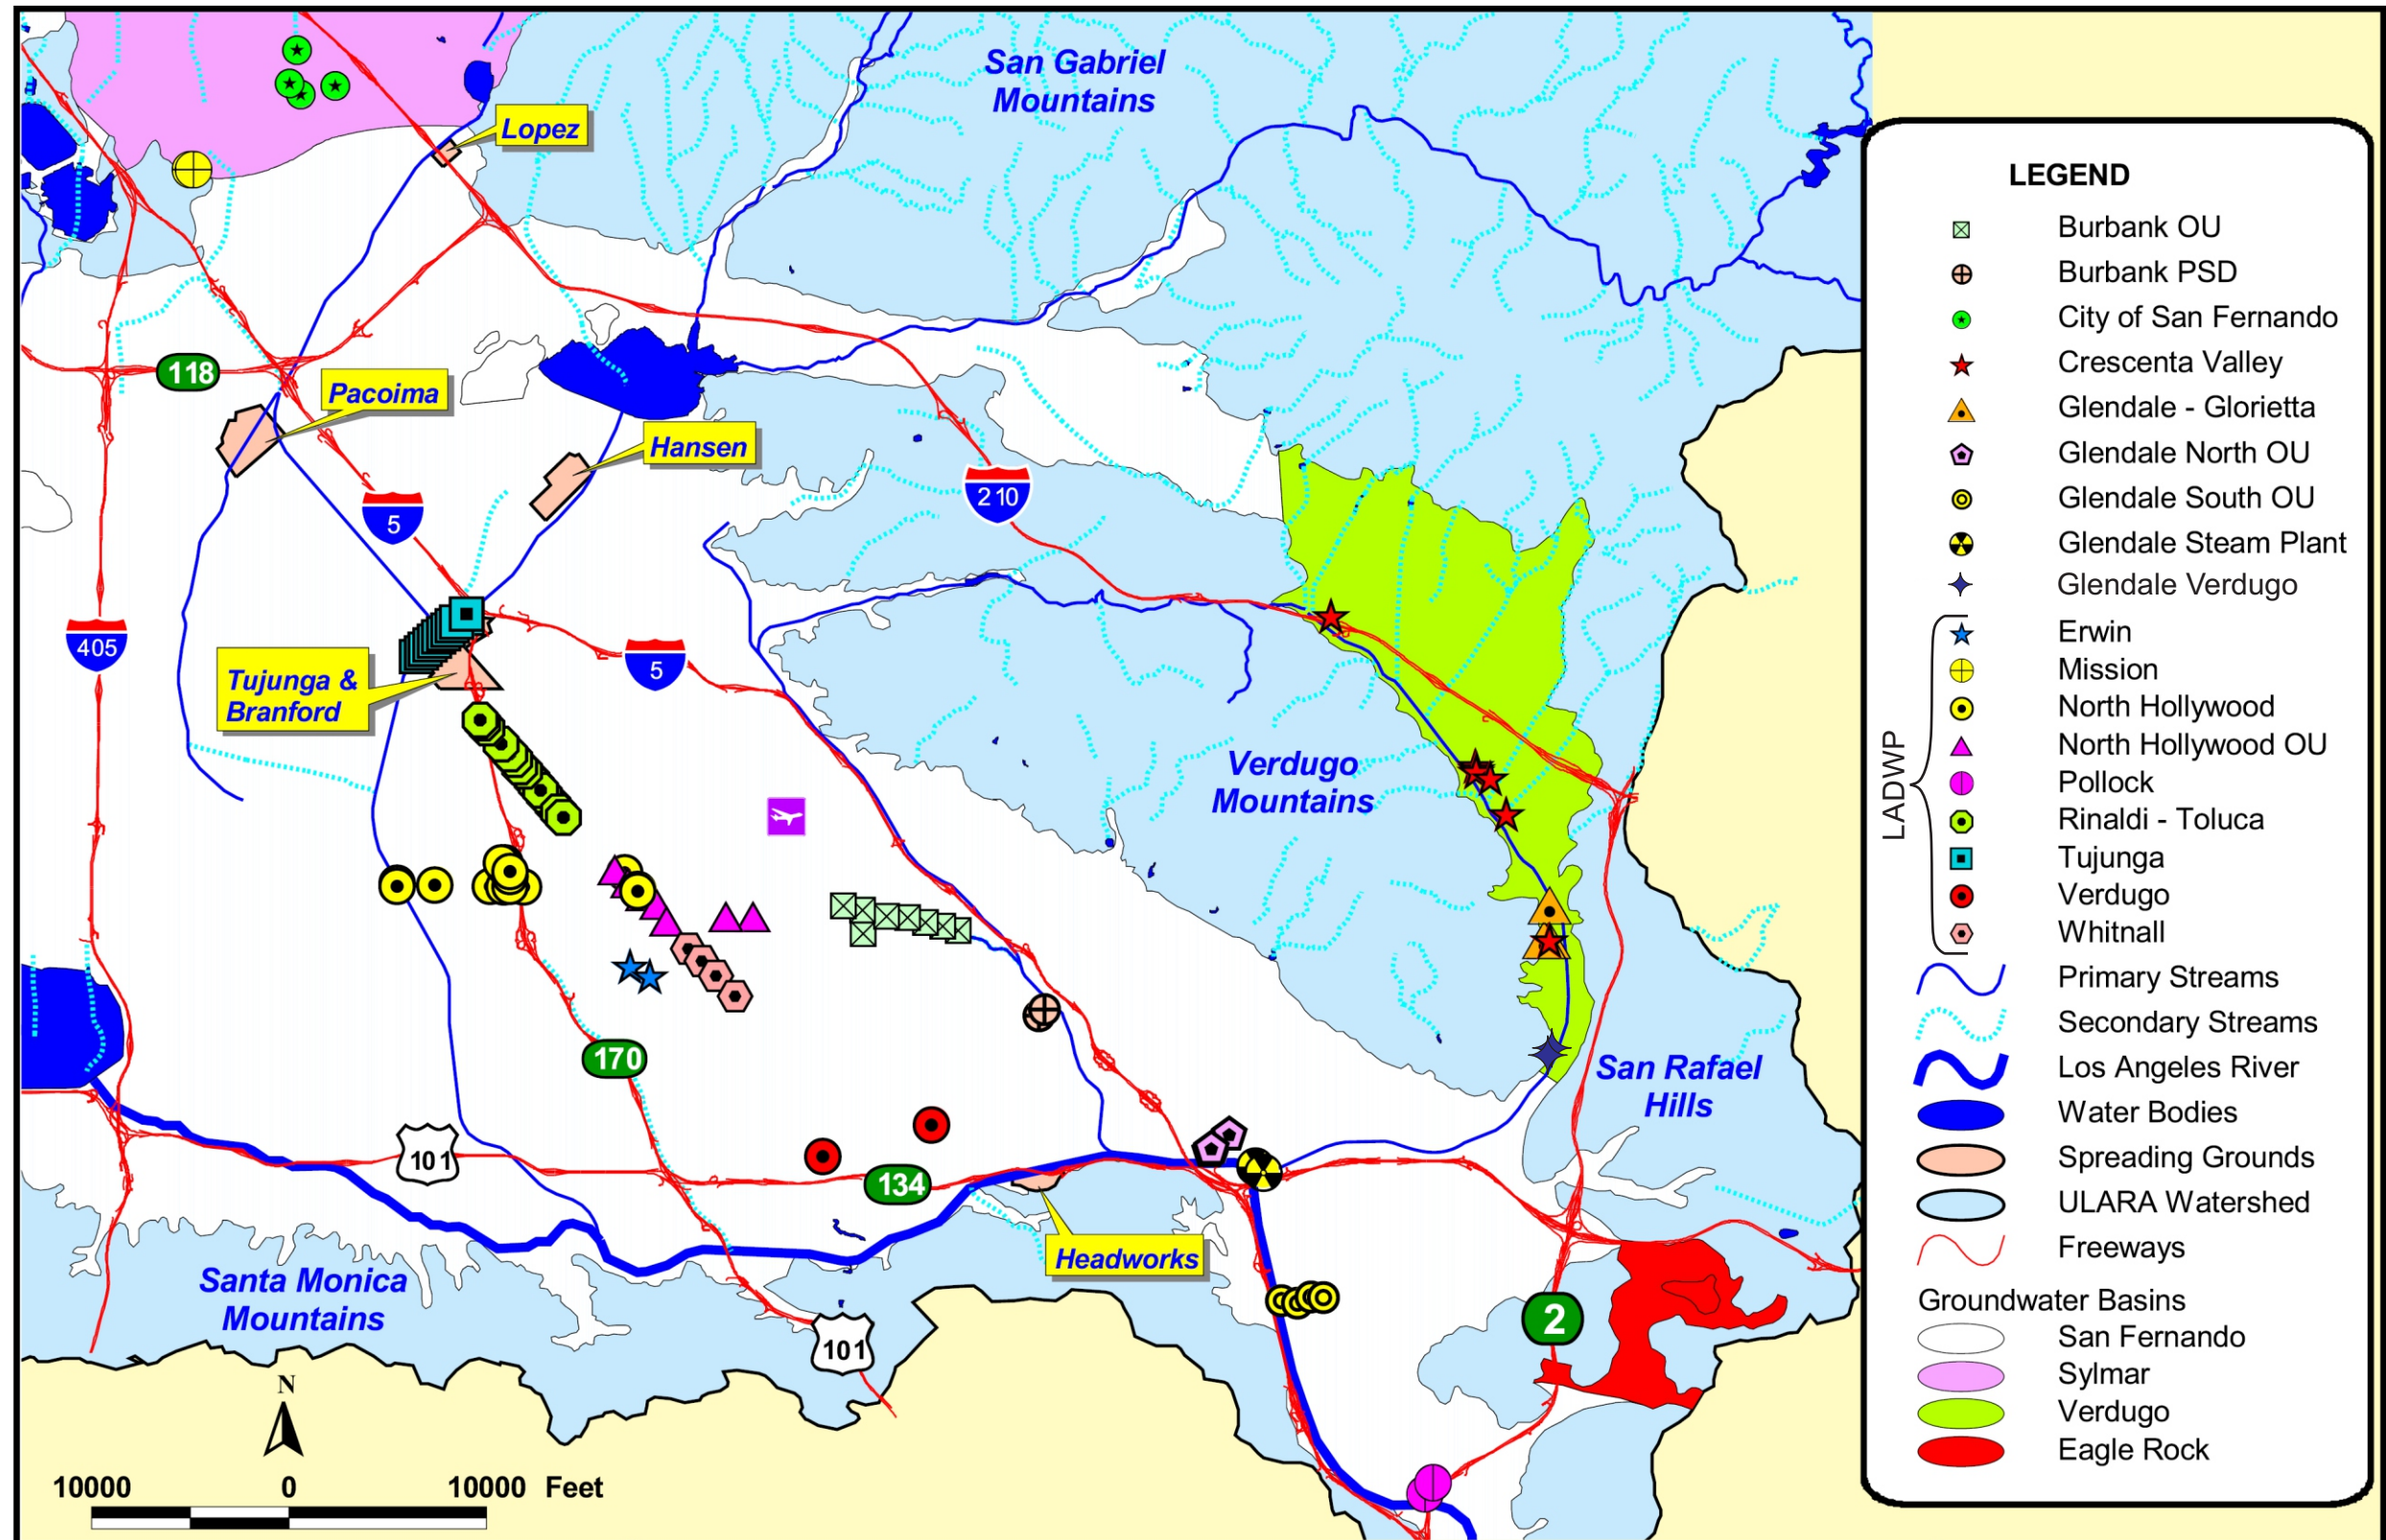 San Gabriel
Mountains
Lopez
118
Pacoima
Hansen
5
210
405
Tujunga &
Branford
5
Verdugo
Mountains
170
San Rafael
Hills
101
134
Headworks
Santa Monica
Mountains
101
2
N
10000 0 10000 Feet
LEGEND
Burbank OU
Burbank PSD
City of San Fernando
Crescenta Valley
Glendale - Glorietta
Glendale North OU
Glendale South OU
Glendale Steam Plant
Glendale Verdugo
LADWP
Erwin
Mission
North Hollywood
North Hollywood OU
Pollock
Rinaldi - Toluca
Tujunga
Verdugo
Whitnall
Primary Streams
Secondary Streams
Los Angeles River
Water Bodies
Spreading Grounds
ULARA Watershed
Freeways
Groundwater Basins
San Fernando
Sylmar
Verdugo
Eagle Rock